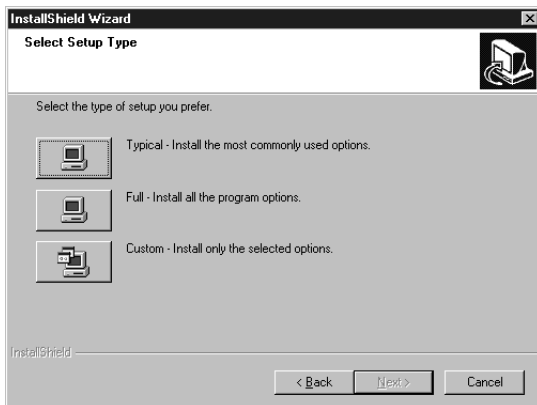 InstallShield Wizard
Select Setup Type
Select the type of setup you prefer.
Typical - Install the most commonly used options.
Full - Install all the program options.
Custom - Install only the selected options.
InstallShield
< Back Next > Cancel